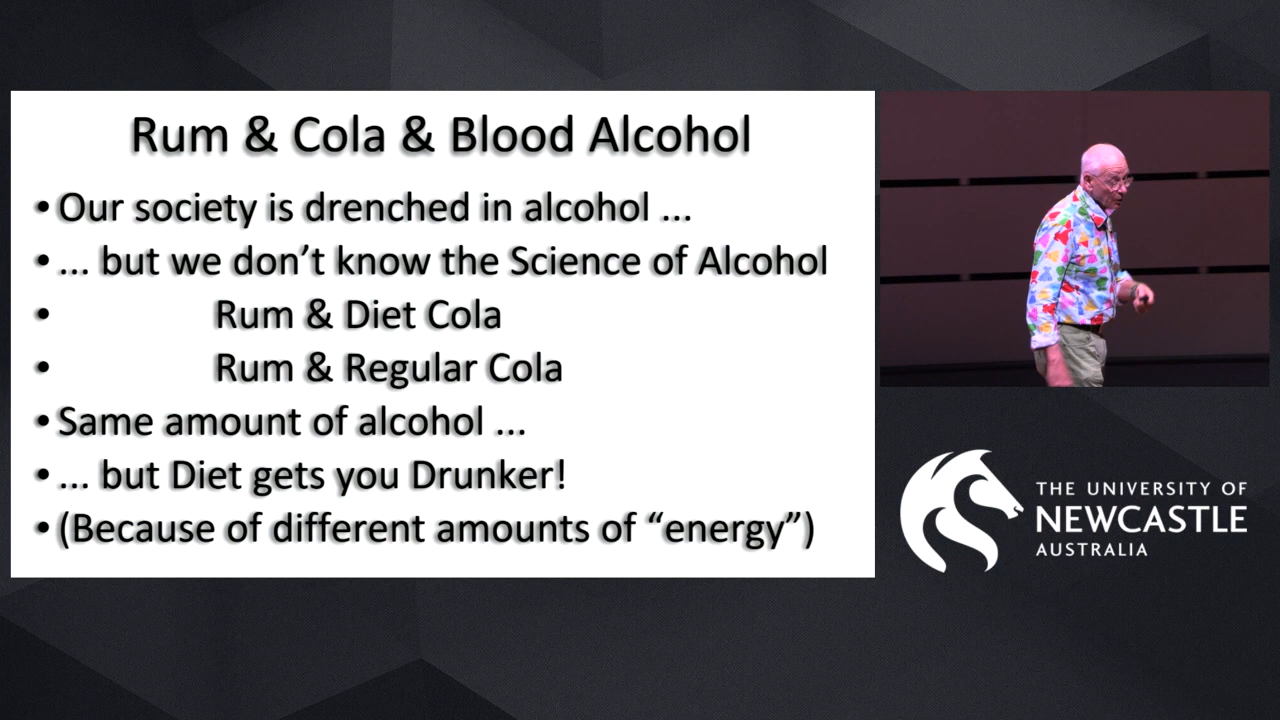 Rum & Cola & Blood Alcohol
• Our society is drenched in alcohol ...
• ... but we don’t know the Science of Alcohol
• Rum & Diet Cola
• Rum & Regular Cola
• Same amount of alcohol ...
• ... but Diet gets you Drunker!
• (Because of different amounts of “energy”)
THE UNIVERSITY OF
NEWCASTLE
AUSTRALIA